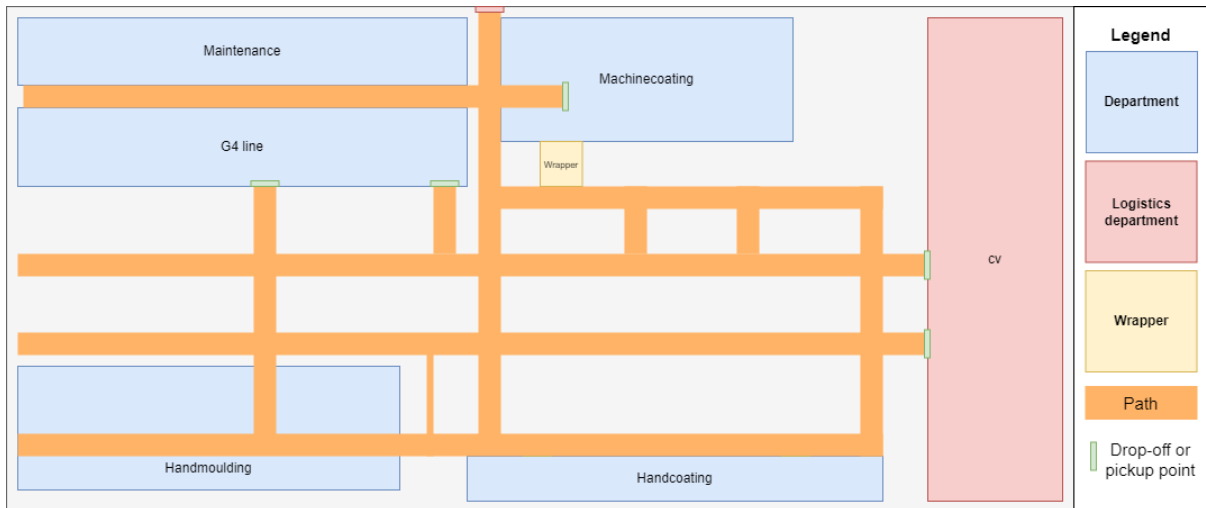 Maintenance
Machinecoating
G4 line
Wrapper
cv
Handmoulding
Handcoating
Legend
Department
Logistics
department
Wrapper
Path
Drop-off or
pickup point